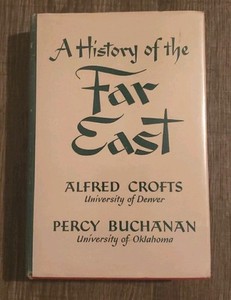 A History of the
Far
East
ALFRED CROFTS
University of Denver
PERCY BUCHANAN
University of Oklahoma